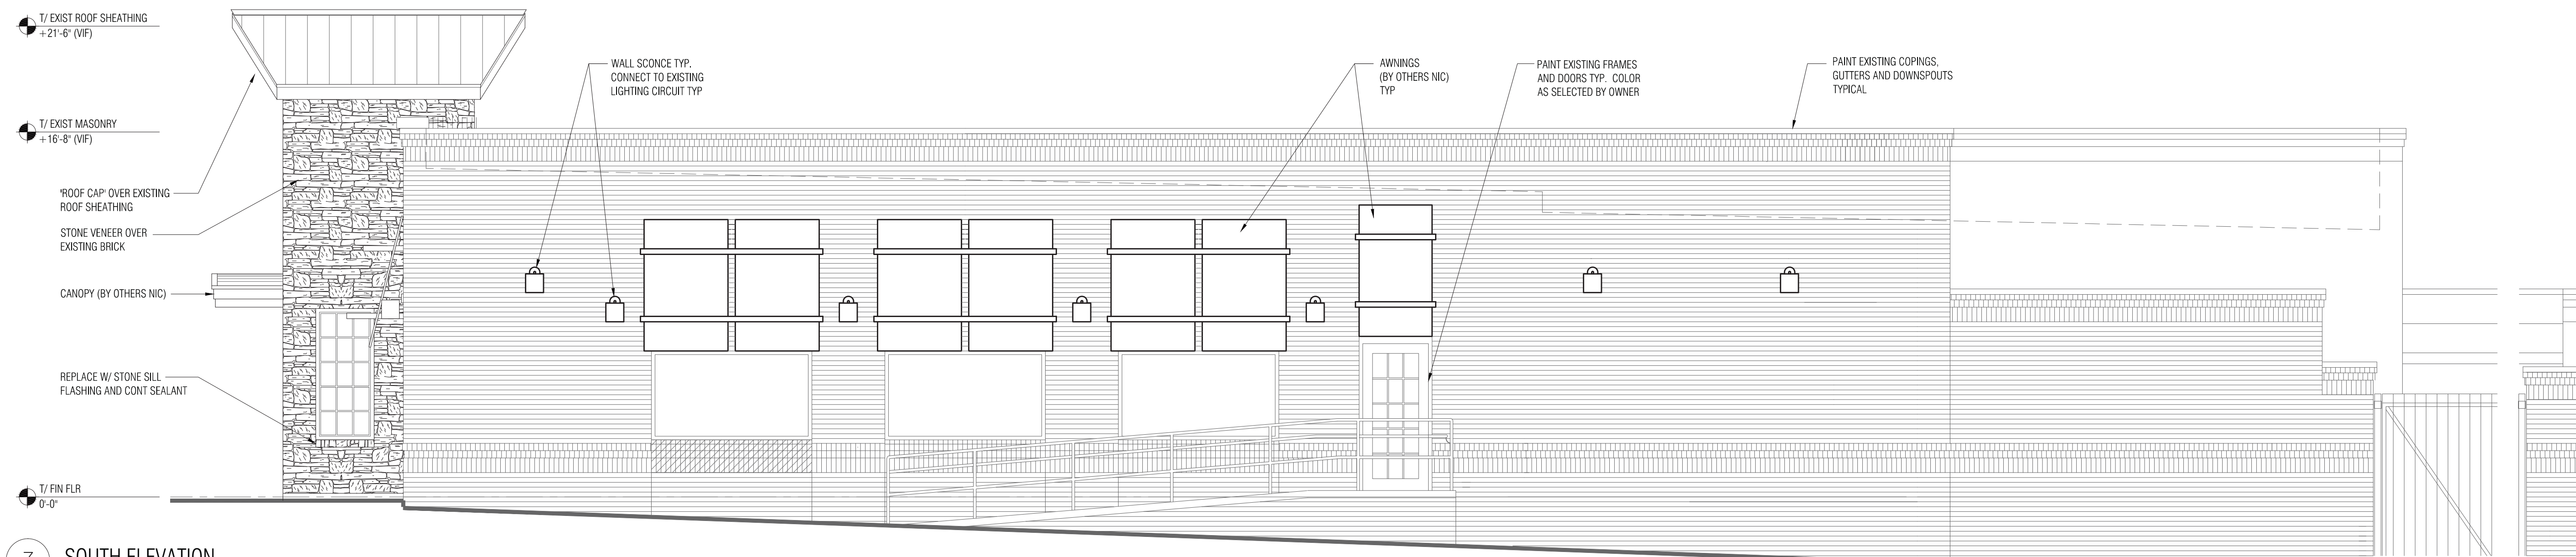 T/ EXIST ROOF SHEATHING
+21'-6" (VIF)
T/ EXIST MASONRY
+16'-8" (VIF)
'ROOF CAP' OVER EXISTING
ROOF SHEATHING
STONE VENEER OVER
EXISTING BRICK
CANOPY (BY OTHERS NIC)
REPLACE W/ STONE SILL
FLASHING AND CONT SEALANT
T/ FIN FLR
0'-0"
WALL SCONCE TYP.
CONNECT TO EXISTING
LIGHTING CIRCUIT TYP
AWNINGS
(BY OTHERS NIC)
TYP
PAINT EXISTING FRAMES
AND DOORS TYP. COLOR
AS SELECTED BY OWNER
PAINT EXISTING COPINGS,
GUTTERS AND DOWNSPOUTS
TYPICAL
SOUTH ELEVATION